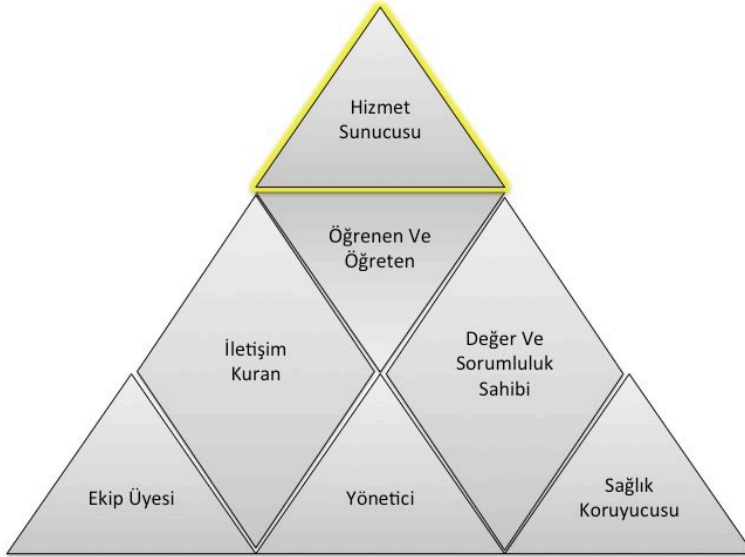 Hizmet
Sunucusu
Öğrenen Ve
Öğreten
İletişim
Kuran
Değer Ve
Sorumluluk
Sahibi
Ekip Üyesi
Yönetici
Sağlık
Koruyucusu